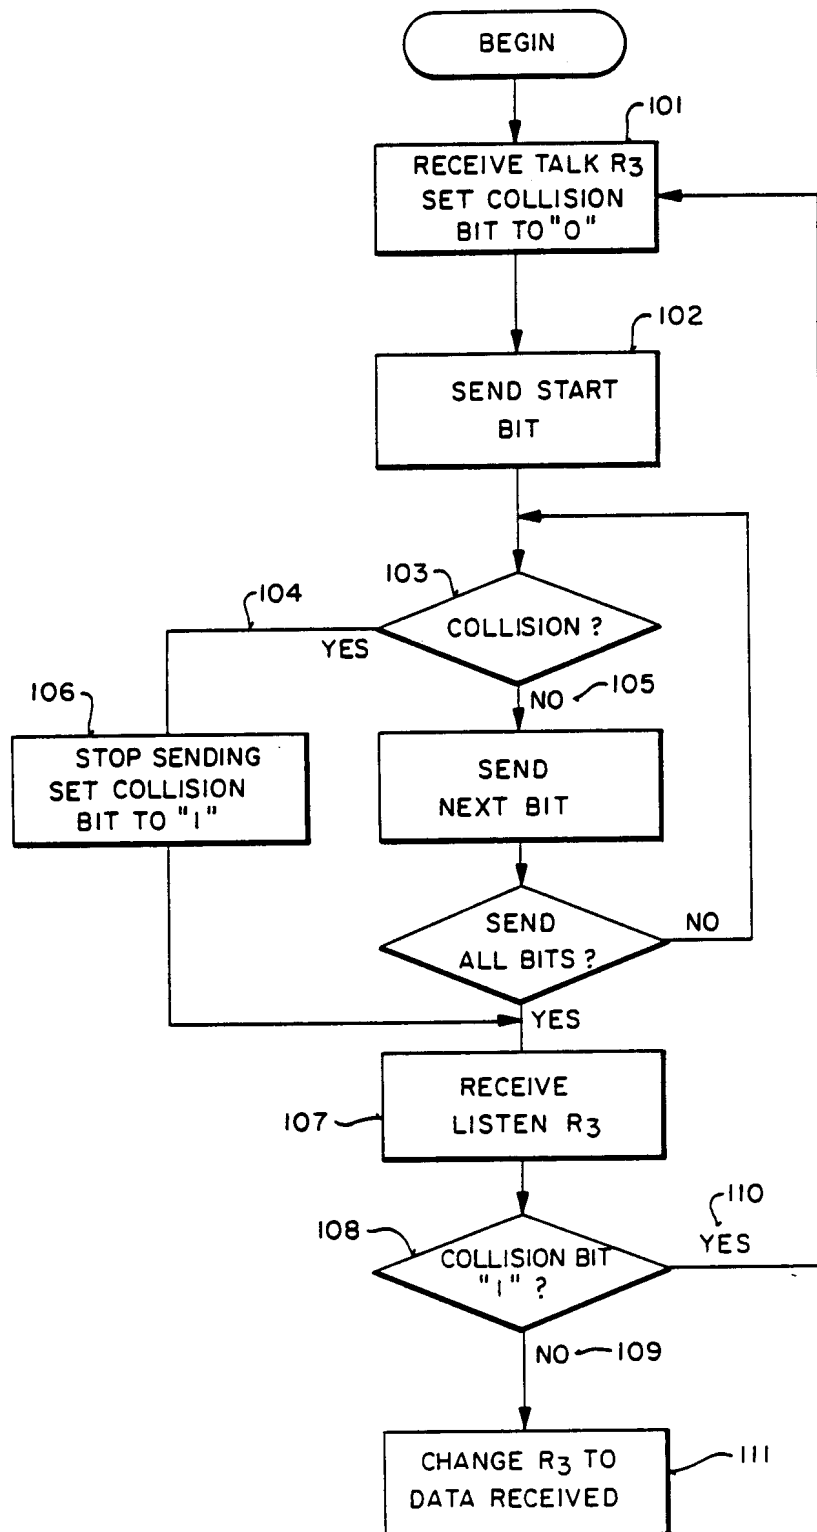 BEGIN
101
RECEIVE TALK R3
SET COLLISION
BIT TO "0"
102
SEND START
BIT
103
COLLISION ?
104
YES
NO
105
106
STOP SENDING
SET COLLISION
BIT TO "1"
SEND
NEXT BIT
SEND
ALL BITS ?
NO
YES
RECEIVE
LISTEN R3
107
108
COLLISION BIT
"1" ?
110
YES
NO
109
CHANGE R3 TO
DATA RECEIVED
111